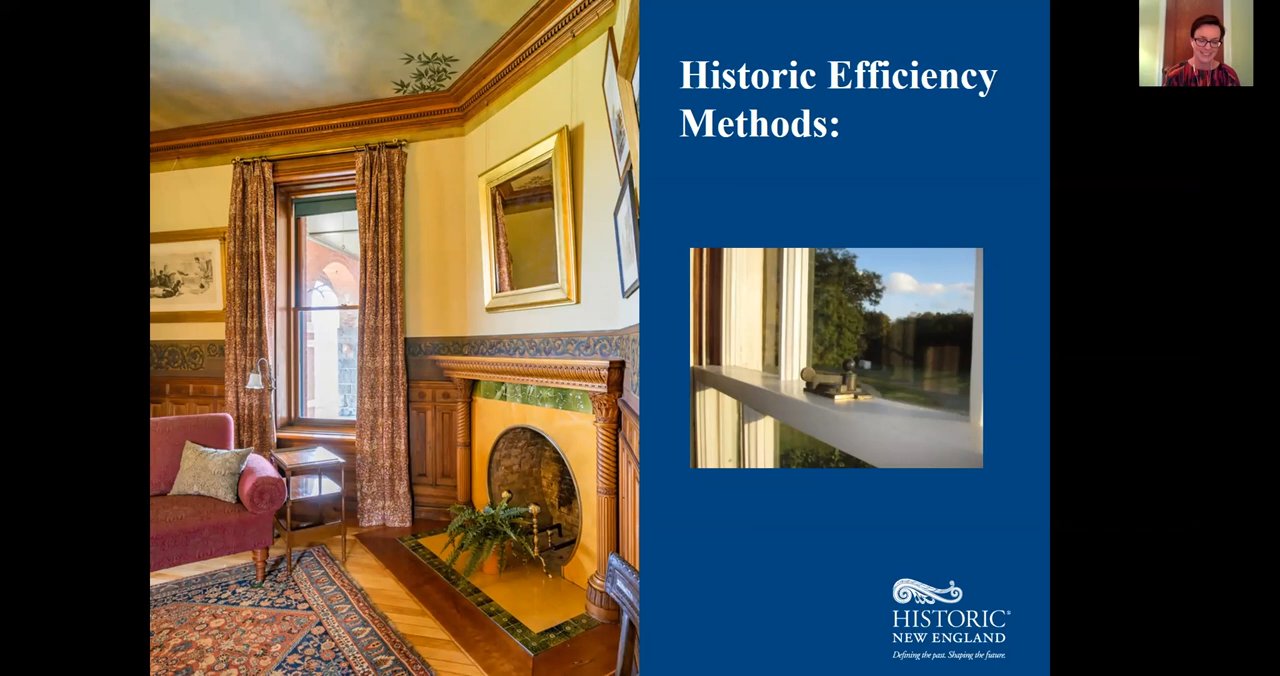 Historic Efficiency
Methods:
HISTORIC®
NEW ENGLAND
Defining the past. Shaping the future.